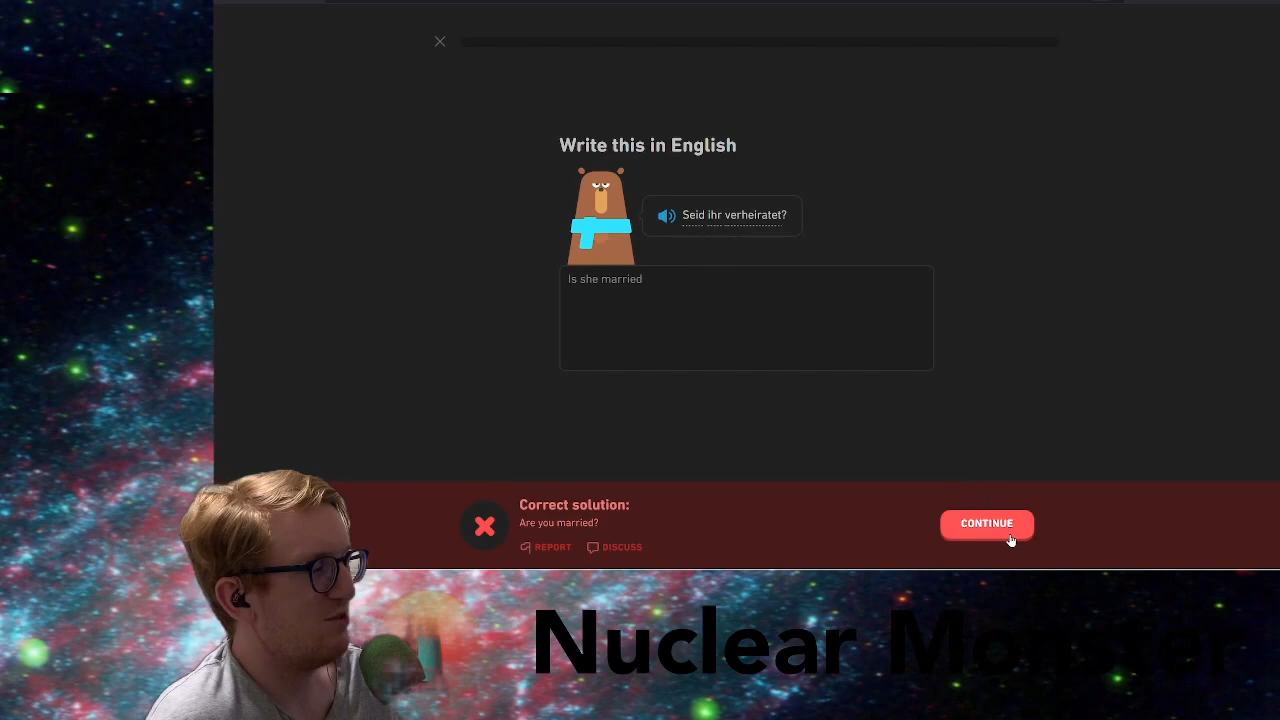 Write this in English
Seid ihr verheiratet?
Is she married
Correct solution:
Are you married?
REPORT
DISCUSS
CONTINUE
Nuclear Monster